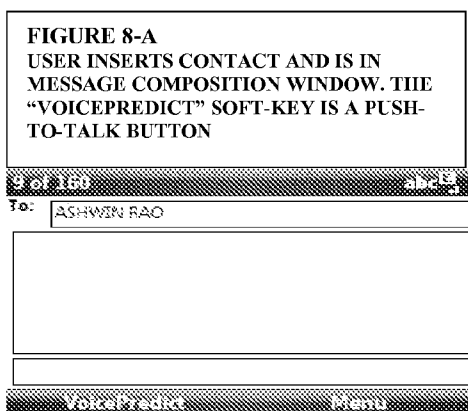 FIGURE 8-A
USER INSERTS CONTACT AND IS IN
MESSAGE COMPOSITION WINDOW. THE
“VOICEPREDICT” SOFT-KEY IS A PUSH-
TO-TALK BUTTON
9 of 160 abc
To: ASHWIN RAO
VoicePredict Menu